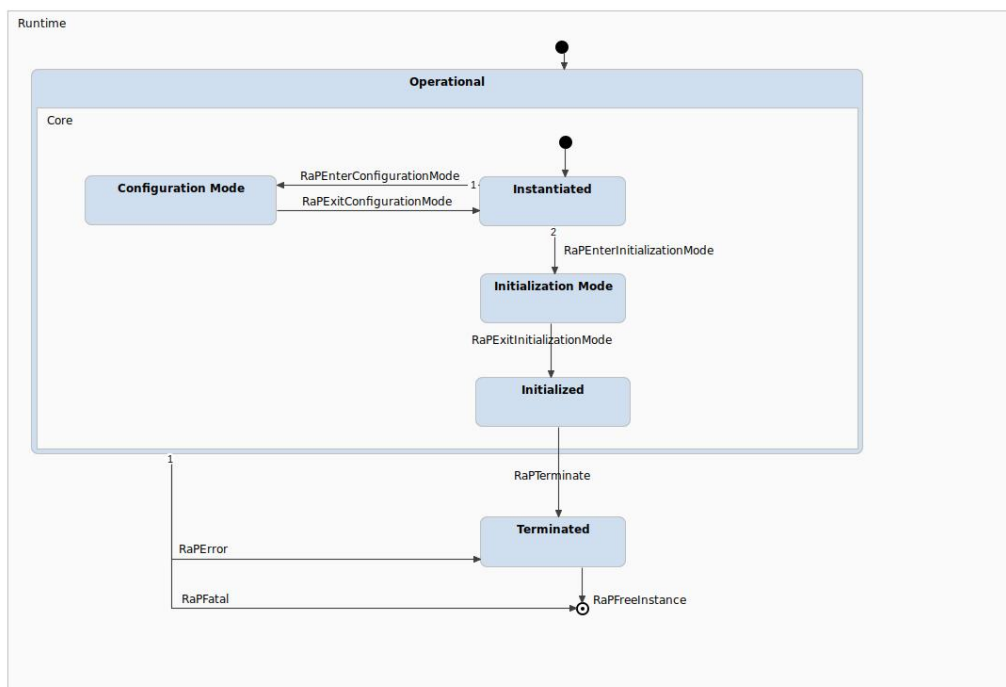 Runtime
Operational
Core
RaPEnterConfigurationMode
Configuration Mode
1
Instantiated
RaPExitConfigurationMode
2
RaPEnterInitializationMode
Initialization Mode
RaPExitInitializationMode
Initialized
1
RaPTerminate
Terminated
RaPError
RaPFatal
RaPFreeInstance